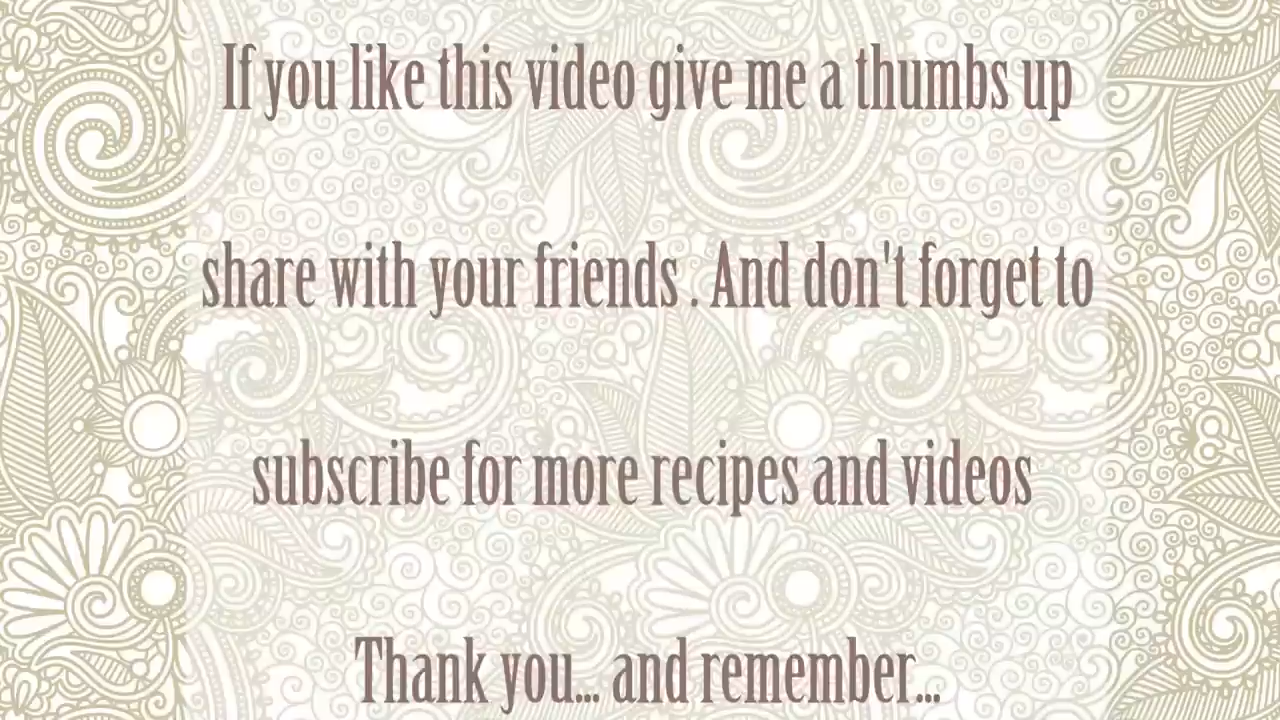 If you like this video give me a thumbs up
share with your friends . And don't forget to
subscribe for more recipes and videos
Thank you... and remember...